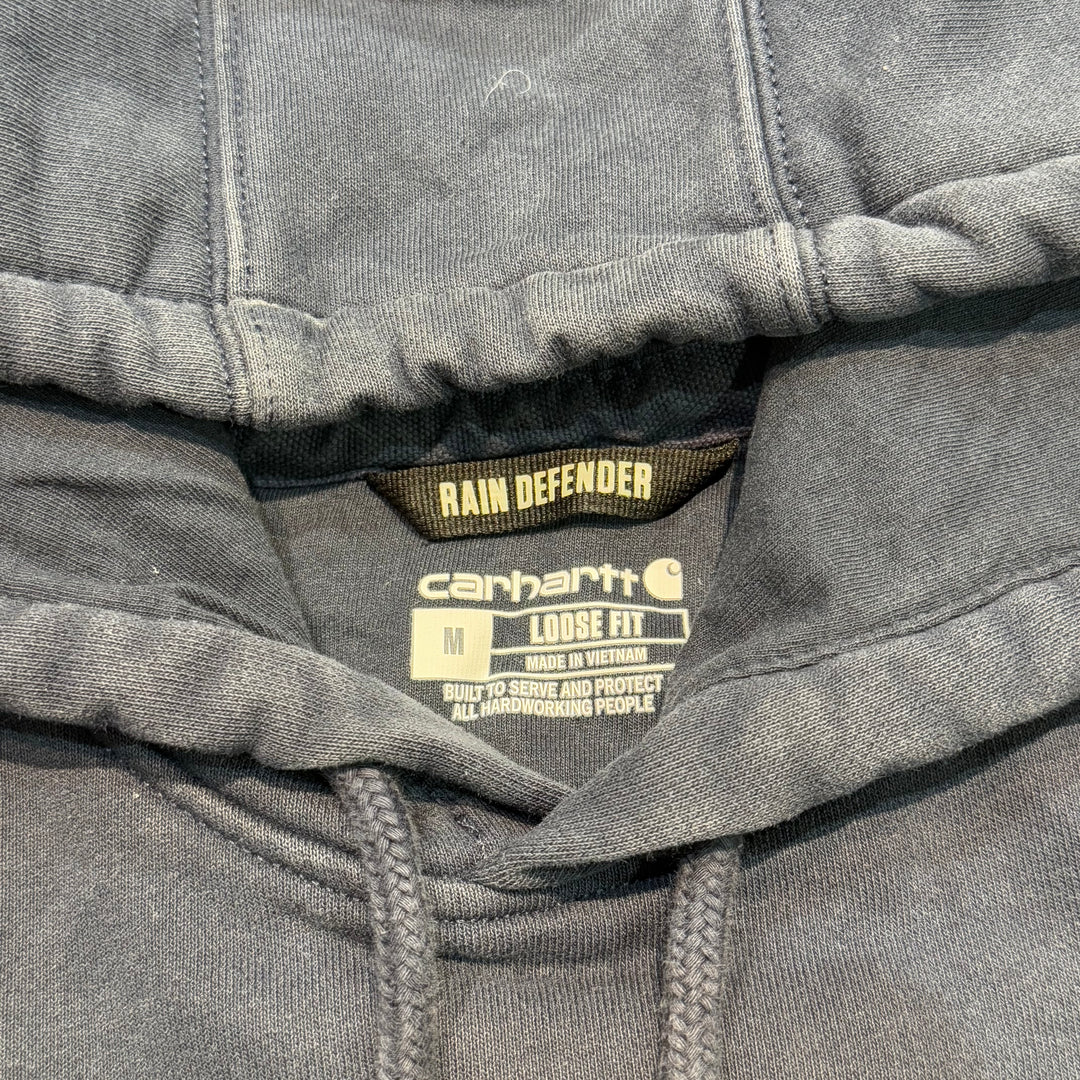 RAIN DEFENDER
carhartt
M
LOOSE FIT
MADE IN VIETNAM
BUILT TO SERVE AND PROTECT
ALL HARDWORKING PEOPLE